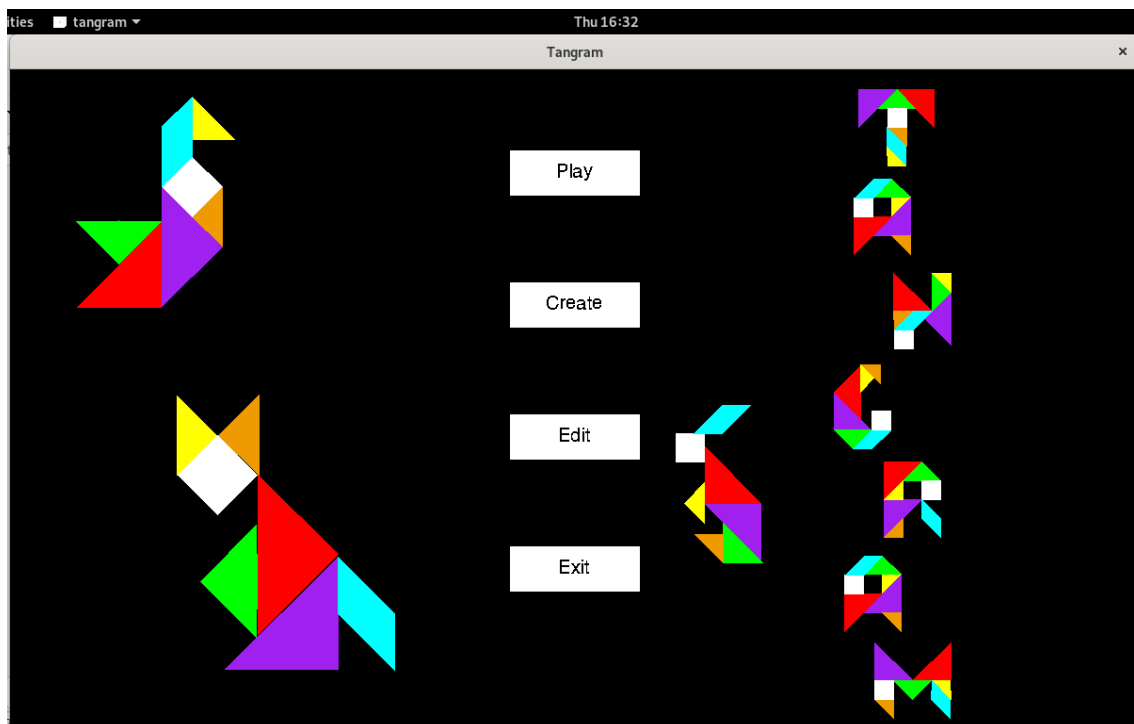 ities tangram Thu 16:32
Tangram ×
Play
Create
Edit
Exit
T
A
N
G
R
A
M